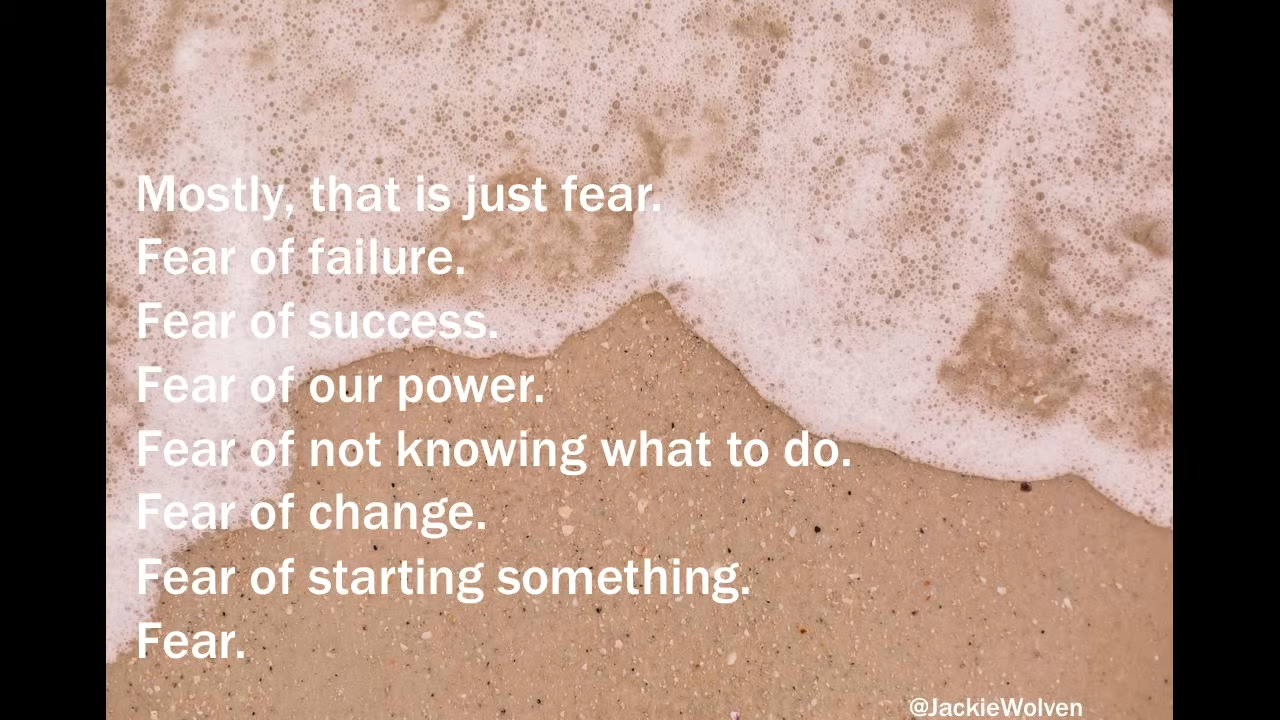 Mostly, that is just fear.
Fear of failure.
Fear of success.
Fear of our power.
Fear of not knowing what to do.
Fear of change.
Fear of starting something.
Fear.
@JackieWolven